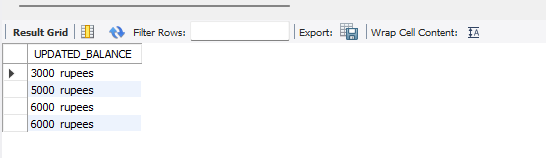 Result Grid Filter Rows: Export: Wrap Cell Content:
UPDATED_BALANCE
3000 rupees
5000 rupees
6000 rupees
6000 rupees